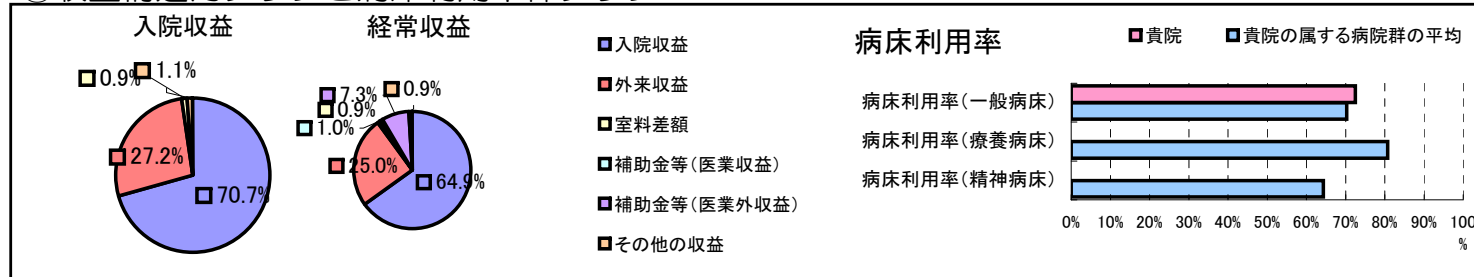 入院収益
0.9%
1.1%
27.2%
70.7%
経常収益
7.3%
0.9%
0.9%
1.0%
25.0%
64.9%
入院収益
外来収益
室料差額
補助金等(医業収益)
補助金等(医業外収益)
その他の収益
病床利用率
貴院 貴院の属する病院群の平均
病床利用率(一般病床)
病床利用率(療養病床)
病床利用率(精神病床)
0% 10% 20% 30% 40% 50% 60% 70% 80% 90% 100
%